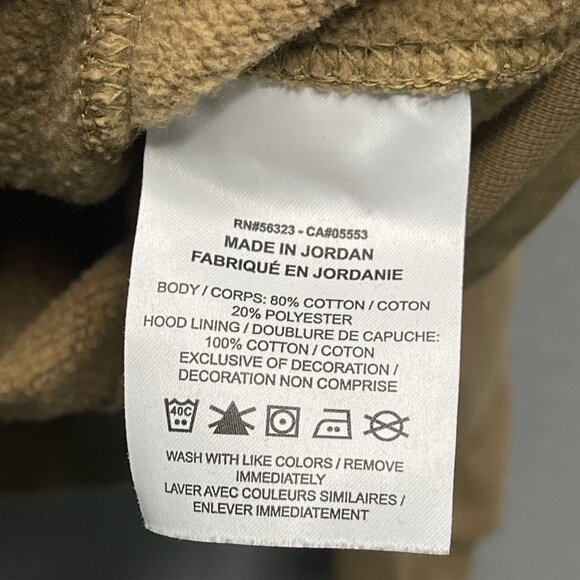 RN#56323 - CA#05553
MADE IN JORDAN
FABRIQUÉ EN JORDANIE
BODY / CORPS: 80% COTTON / COTON
20% POLYESTER
HOOD LINING / DOUBLURE DE CAPUCHE:
100% COTTON / COTON
EXCLUSIVE OF DECORATION /
DECORATION NON COMPRISE
40C
WASH WITH LIKE COLORS / REMOVE
IMMEDIATELY
LAVER AVEC COULEURS SIMILAIRES /
ENLEVER IMMEDIATEMENT